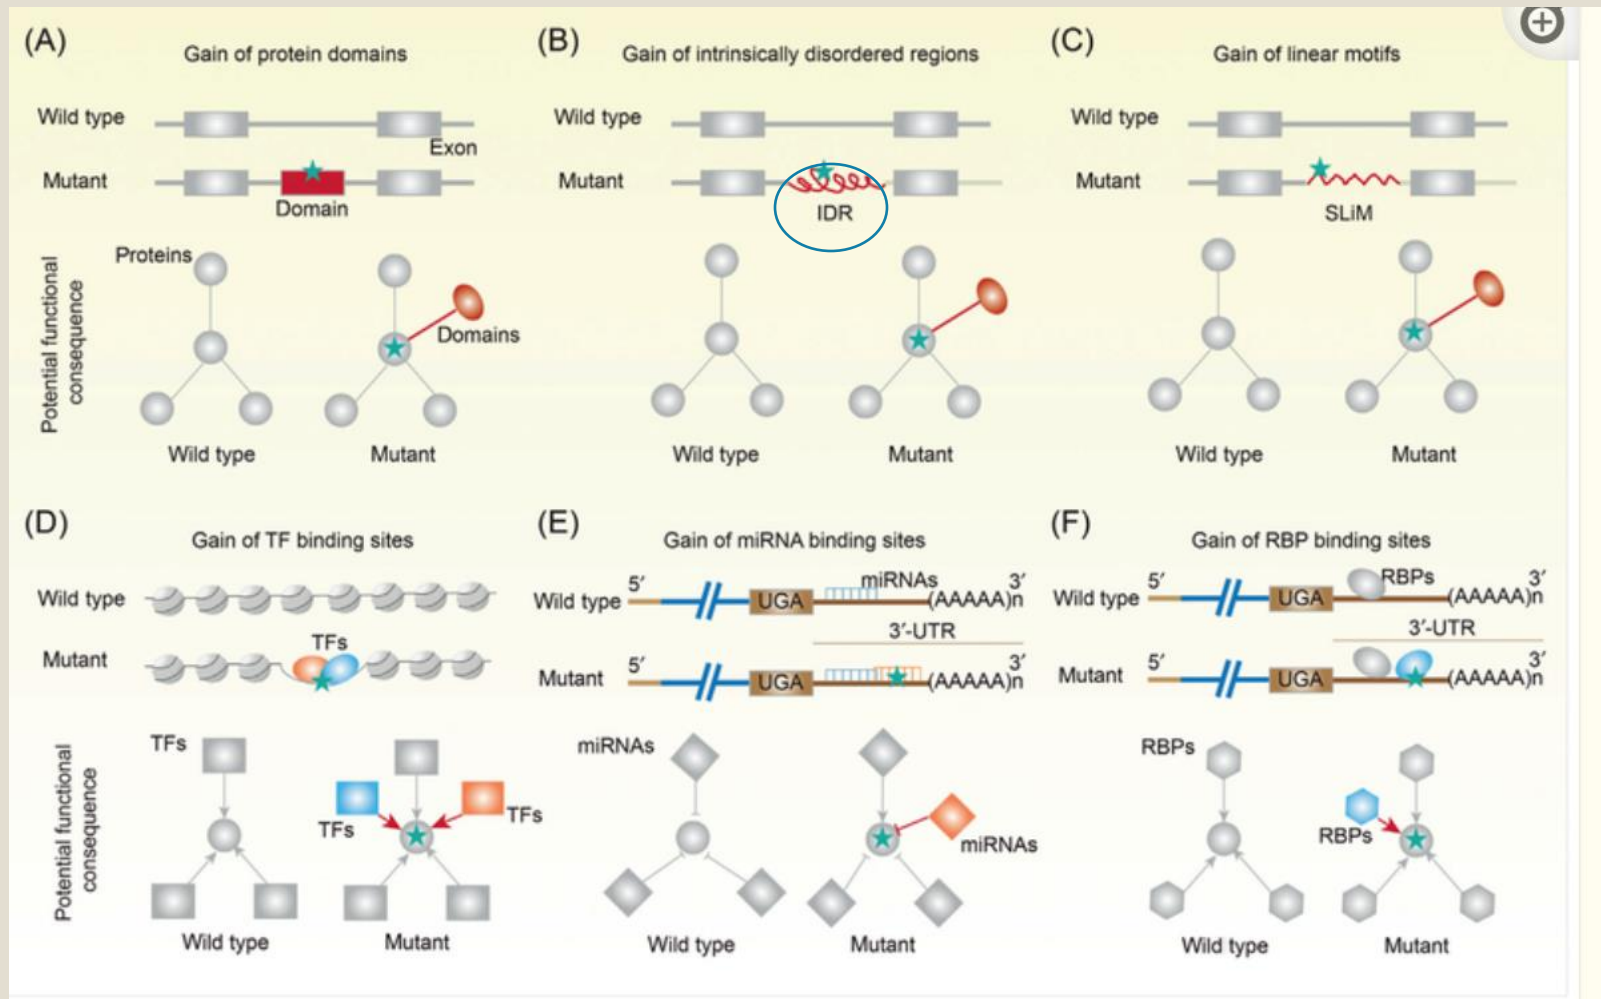 (A)
Gain of protein domains
Wild type
Exon
Mutant
Domain
Proteins
Domains
Potential functional
consequence
Wild type
Mutant
(B)
Gain of intrinsically disordered regions
Wild type
Mutant
IDR
Wild type
Mutant
(C)
Gain of linear motifs
Wild type
Mutant
SLiM
Wild type
Mutant
(D)
Gain of TF binding sites
Wild type
TFs
Mutant
Potential functional
consequence
TFs
TFs
TFs
Wild type
Mutant
(E)
Gain of miRNA binding sites
5′ miRNAs 3′
Wild type UGA (AAAAA)n
3′-UTR
5′ 3′
Mutant UGA (AAAAA)n
miRNAs
miRNAs
Wild type
Mutant
(F)
Gain of RBP binding sites
5′ RBPs 3′
Wild type UGA (AAAAA)n
3′-UTR
5′ 3′
Mutant UGA (AAAAA)n
RBPs
RBPs
Wild type
Mutant